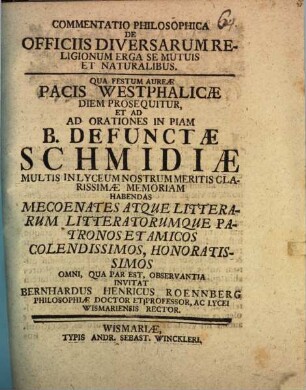 COMMENTATIO PHILOSOPHICA
DE
OFFICIIS DIVERSARUM RE-
LIGIONUM ERGA SE MUTUIS
ET NATURALIBUS.
QUA FESTUM AUREÆ
PACIS WESTPHALICÆ
DIEM PROSEQUITUR,
ET AD
AD ORATIONES IN PIAM
B. DEFUNCTÆ
SCHMIDIÆ
MULTIS IN LYCEUM NOSTRUM MERITIS CLA-
RISSIMÆ MEMORIAM
HABENDAS
MECOENATES ATQUE LITTERA-
RUM LITTERATORUMQUE PA-
TRONOS ET AMICOS
COLENDISSIMOS, HONORATIS-
SIMOS
OMNI, QUA PAR EST, OBSERVANTIA
INVITAT
BERNHARDUS HENRICUS ROENNBERG
PHILOSOPHIÆ DOCTOR ET PROFESSOR, AC LYCEI
WISMARIENSIS RECTOR.
WISMARIÆ,
TYPIS ANDR. SEBAST. WINCKLERI,